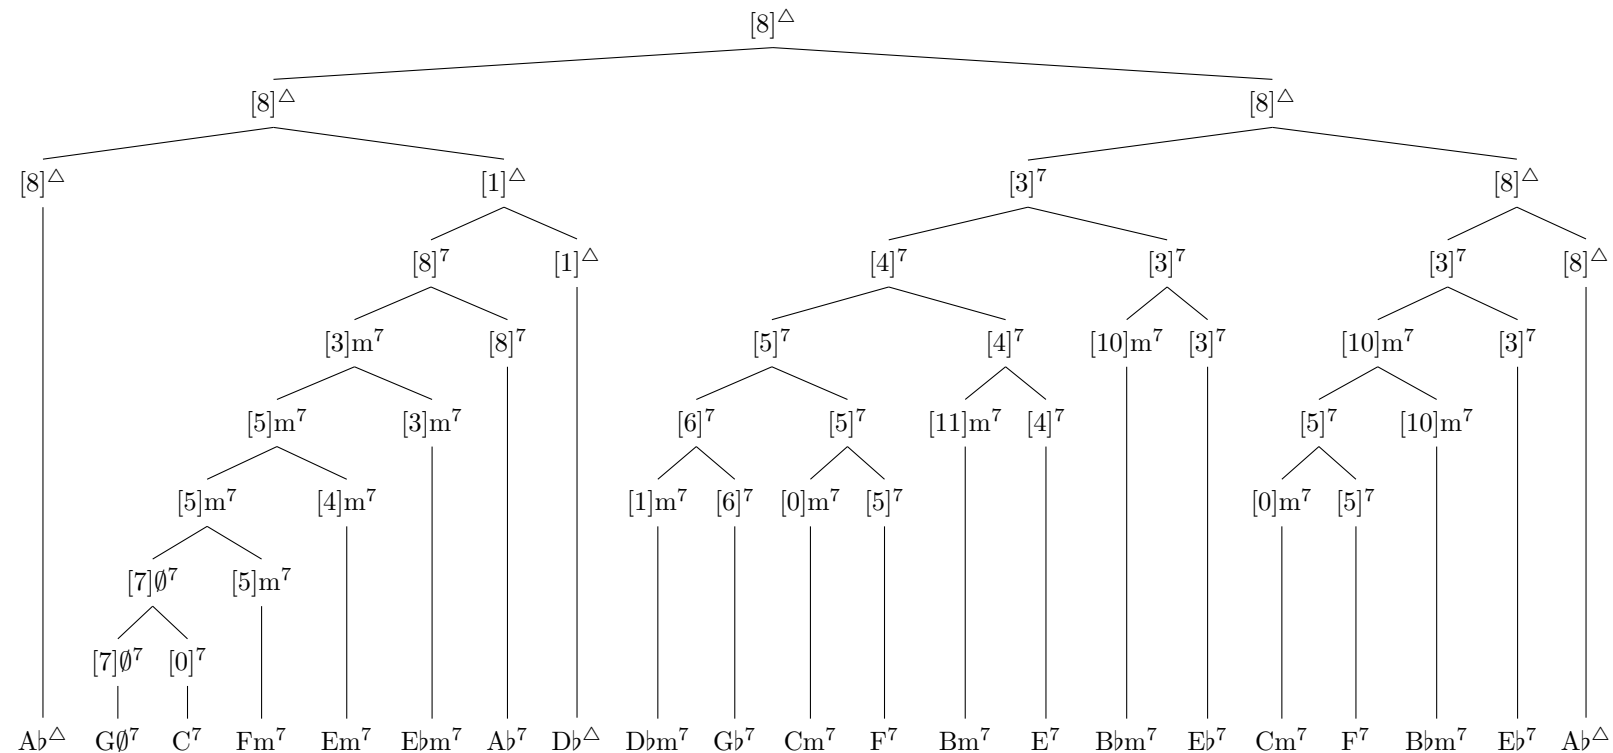 [8]△
[8]△ [8]△
[8]△ [1]△ [3]⁷ [8]△
[8]⁷ [1]△ [4]⁷ [3]⁷ [3]⁷ [8]△
[3]m⁷ [8]⁷ [5]⁷ [4]⁷ [10]m⁷ [3]⁷ [10]m⁷ [3]⁷
[5]m⁷ [3]m⁷ [6]⁷ [5]⁷ [11]m⁷ [4]⁷ [5]⁷ [10]m⁷
[5]m⁷ [4]m⁷ [1]m⁷ [6]⁷ [0]m⁷ [5]⁷ [0]m⁷ [5]⁷
[7]∅⁷ [5]m⁷
[7]∅⁷ [0]⁷
A♭△ G∅⁷ C⁷ Fm⁷ Em⁷ E♭m⁷ A♭⁷ D♭△ D♭m⁷ G♭⁷ Cm⁷ F⁷ Bm⁷ E⁷ B♭m⁷ E♭⁷ Cm⁷ F⁷ B♭m⁷ E♭⁷ A♭△